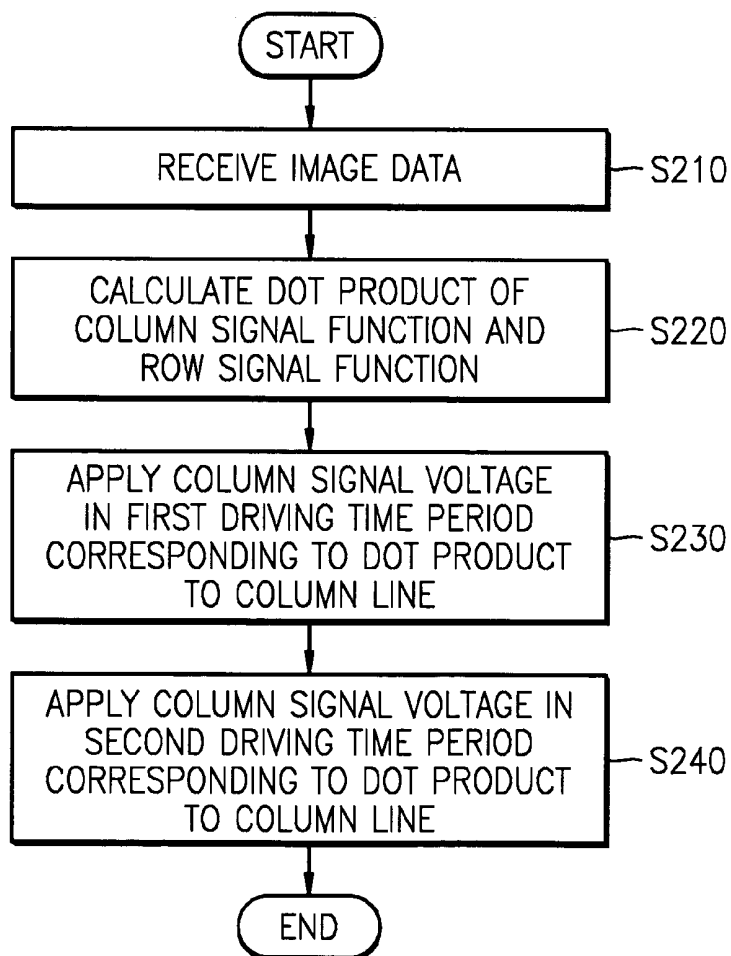 START
RECEIVE IMAGE DATA
S210
CALCULATE DOT PRODUCT OF
COLUMN SIGNAL FUNCTION AND
ROW SIGNAL FUNCTION
S220
APPLY COLUMN SIGNAL VOLTAGE
IN FIRST DRIVING TIME PERIOD
CORRESPONDING TO DOT PRODUCT
TO COLUMN LINE
S230
APPLY COLUMN SIGNAL VOLTAGE IN
SECOND DRIVING TIME PERIOD
CORRESPONDING TO DOT PRODUCT
TO COLUMN LINE
S240
END